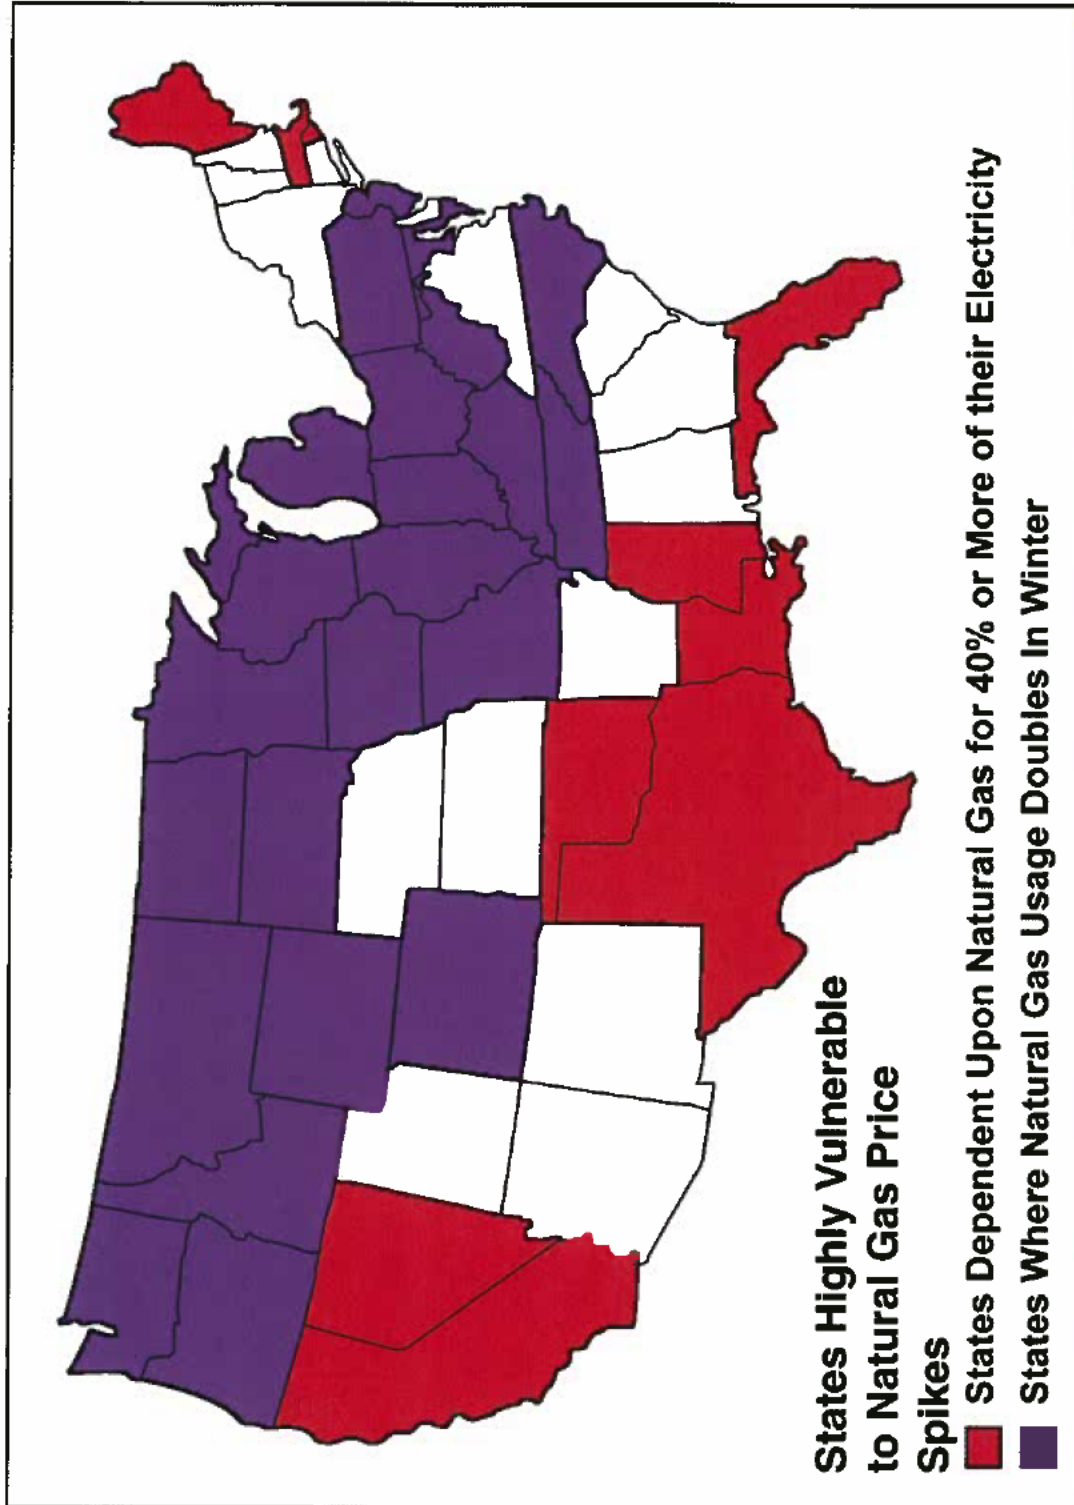 States Highly Vulnerable
to Natural Gas Price
Spikes
States Dependent Upon Natural Gas for 40% or More of their Electricity
States Where Natural Gas Usage Doubles In Winter